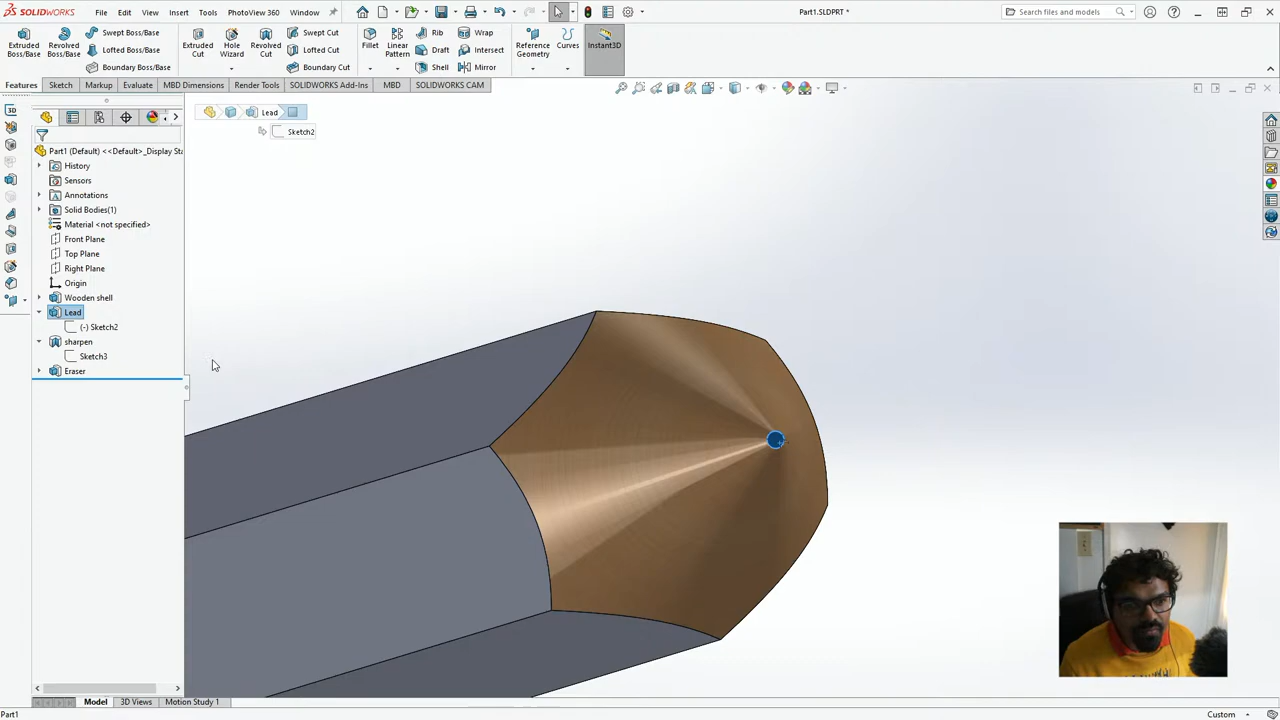 SOLIDWORKS File Edit View Insert Tools PhotoView 360 Window Part1.SLDPRT Search files and models
Extruded Boss/Base Revolved Boss/Base Swept Boss/Base Lofted Boss/Base Boundary Boss/Base Extruded Cut Hole Wizard Revolved Cut Swept Cut Lofted Cut Boundary Cut Fillet Linear Pattern Rib Draft Shell Wrap Intersect Mirror Reference Geometry Curves Instant3D
Features Sketch Markup Evaluate MBD Dimensions Render Tools SOLIDWORKS Add-Ins MBD SOLIDWORKS CAM
Lead
Sketch2
Part1 (Default) <<Default>_Display Sta
History
Sensors
Annotations
Solid Bodies(1)
Material <not specified>
Front Plane
Top Plane
Right Plane
Origin
Wooden shell
Lead
(-) Sketch2
sharpen
Sketch3
Eraser
Model 3D Views Motion Study 1
Part1 Custom